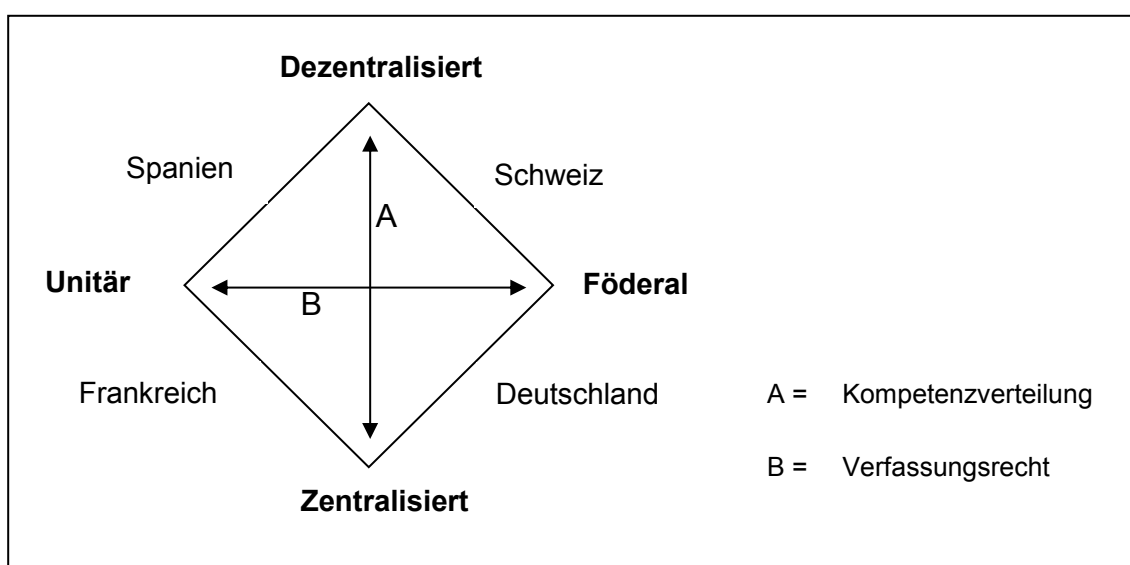 Dezentralisiert
Spanien
Schweiz
A
Unitär
Föderal
B
Frankreich
Deutschland
A = Kompetenzverteilung
B = Verfassungsrecht
Zentralisiert